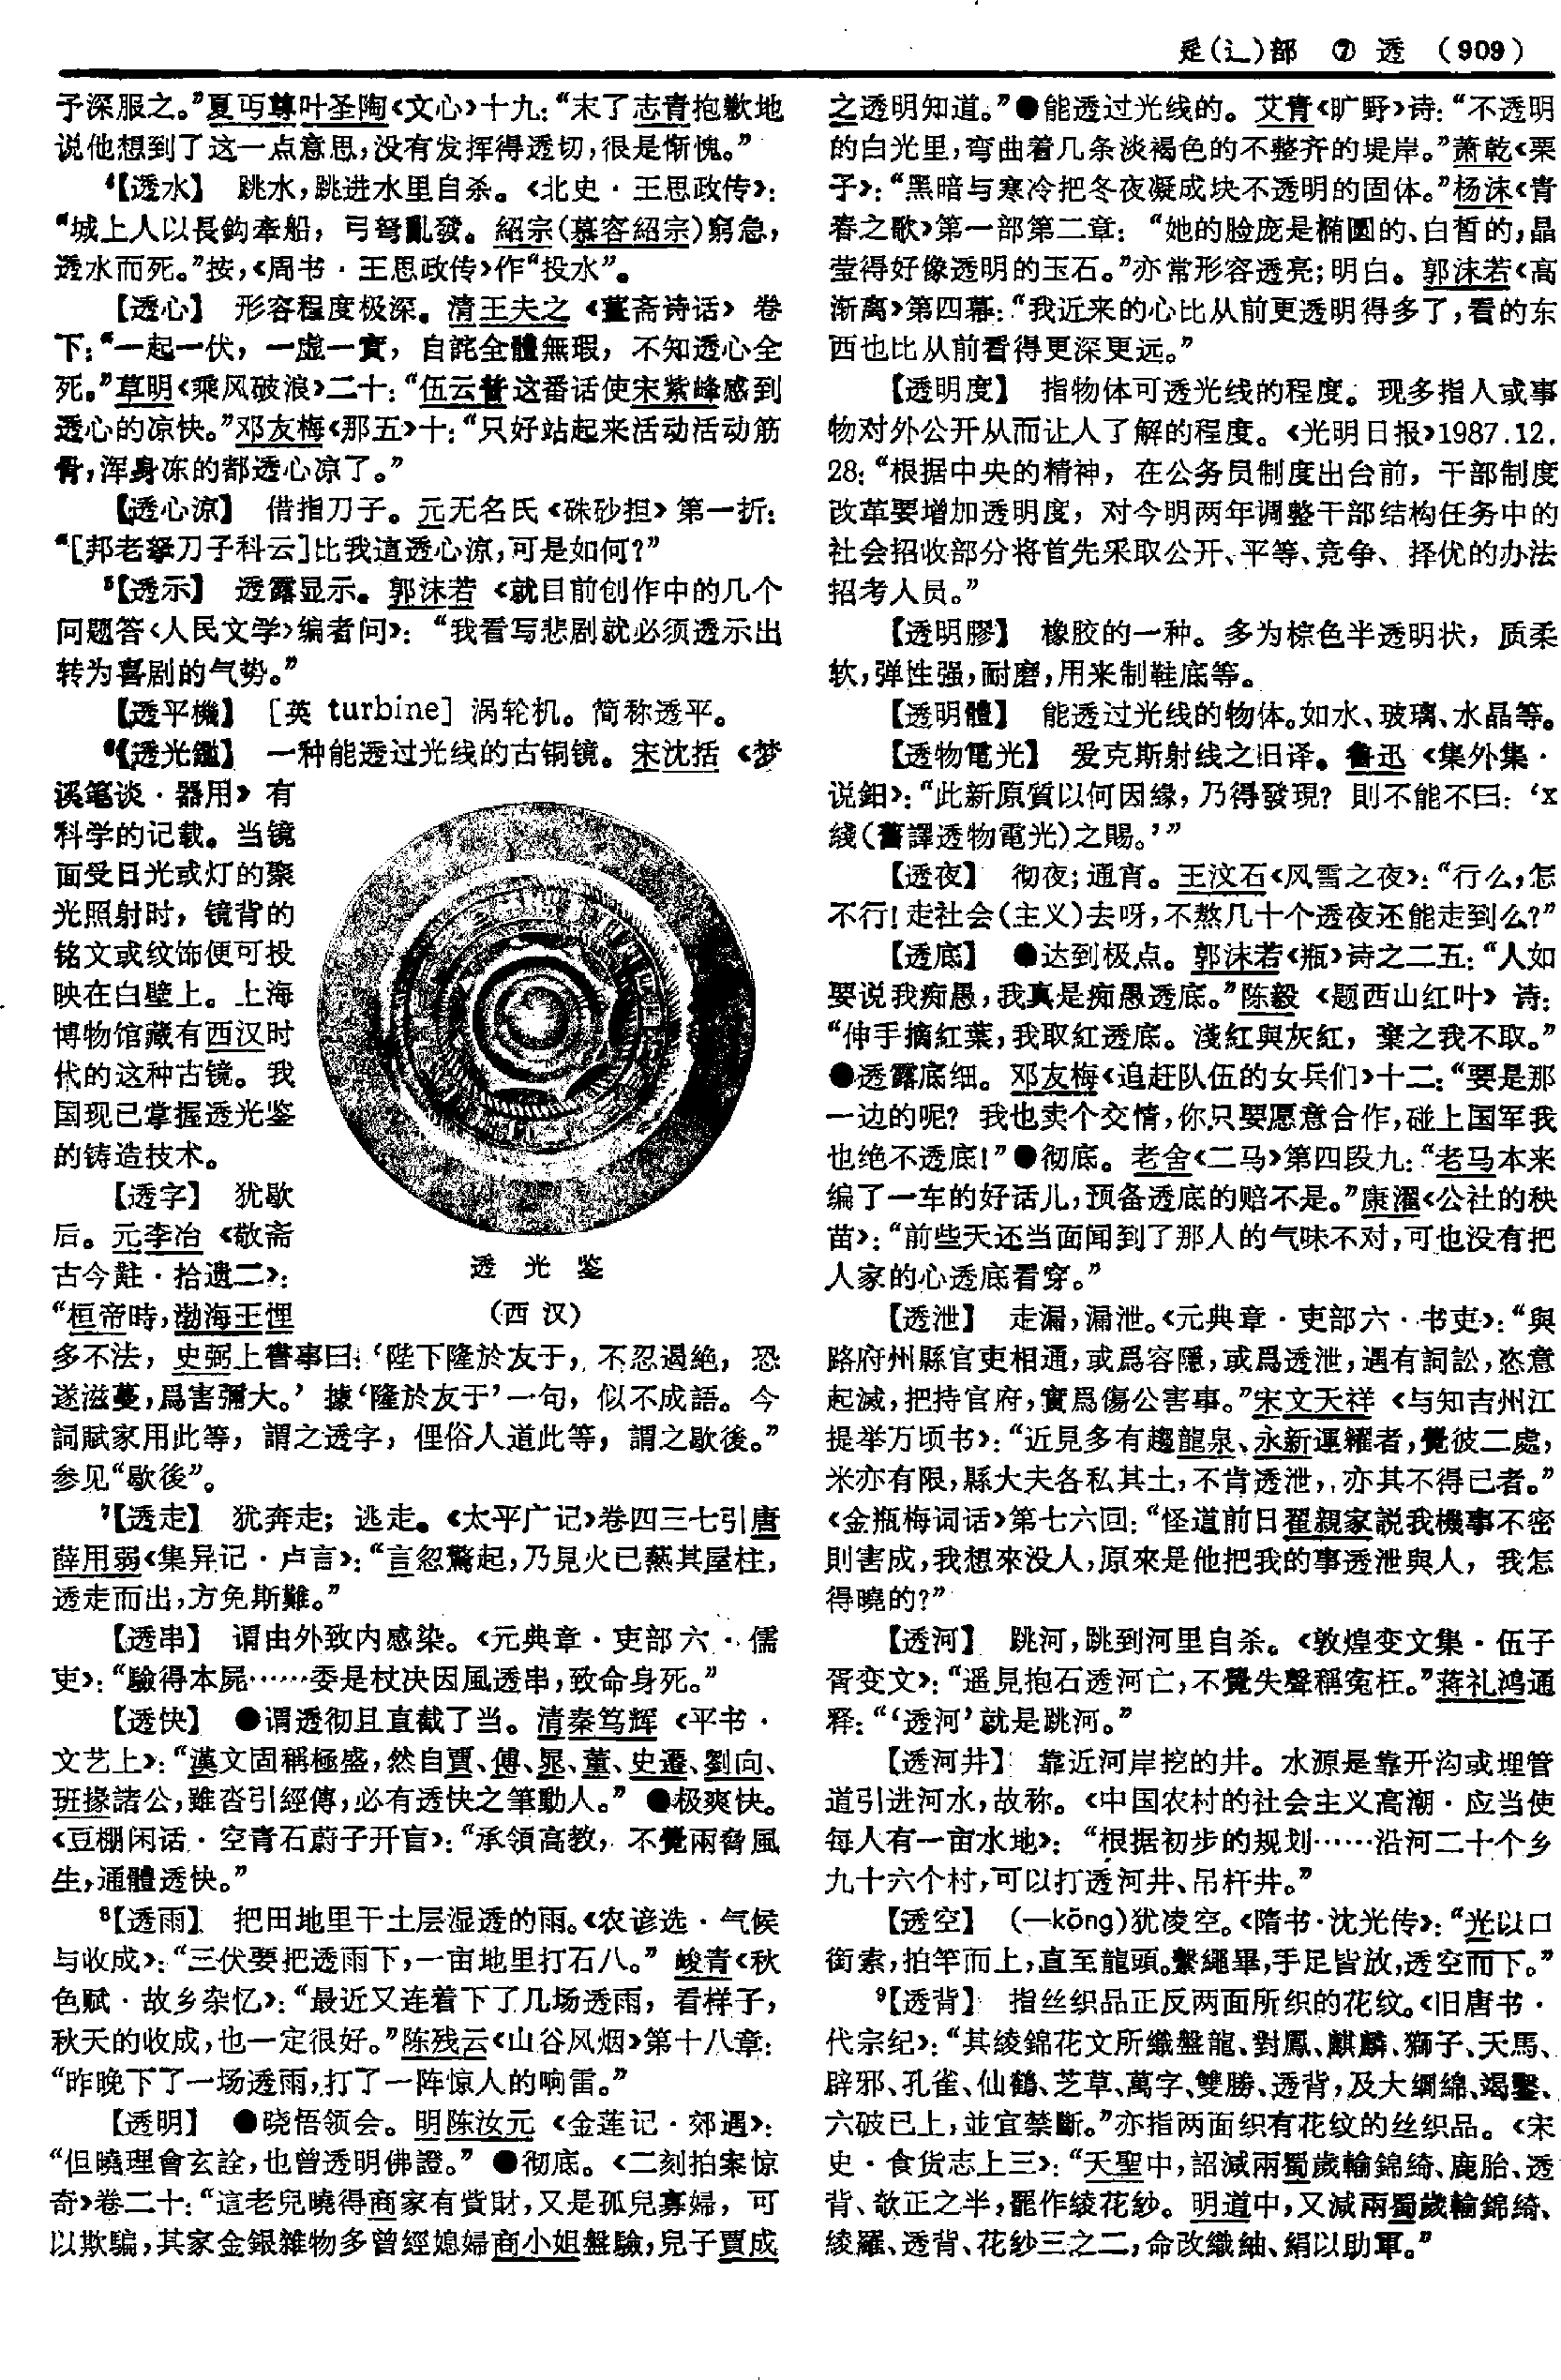 辵(辶)部 ⑦ 透 （909）
予深服之。”夏丏尊叶圣陶《文心》十九：“末了志青抱歉地
说他想到了这一点意思，没有发挥得透切，很是惭愧。”
⁴【透水】 跳水，跳进水里自杀。《北史·王思政传》：
“城上人以長鈎牽船，弓弩亂發。紹宗(慕容紹宗)窮急，
透水而死。”按，《周书·王思政传》作“投水”。
【透心】 形容程度极深。清王夫之《薑斋诗话》卷
下：“一起一伏，一虚一實，自詫全體無瑕，不知透心全
死。”草明《乘风破浪》二十：“伍云普这番话使宋紫峰感到
透心的凉快。”邓友梅《那五》十：“只好站起来活动活动筋
骨，浑身冻的都透心凉了。”
【透心涼】 借指刀子。元无名氏《硃砂担》第一折：
“[邦老拏刀子科云]比我這透心涼，可是如何？”
⁵【透示】 透露显示。郭沫若《就目前创作中的几个
问题答〈人民文学〉编者问》：“我看写悲剧就必须透示出
转为喜剧的气势。”
【透平機】 [英 turbine] 涡轮机。简称透平。
⁶【透光鑑】 一种能透过光线的古铜镜。宋沈括《梦
溪笔谈·器用》有
科学的记载。当镜
面受日光或灯的聚
光照射时，镜背的
铭文或纹饰便可投
映在白壁上。上海
博物馆藏有西汉时
代的这种古镜。我
国现已掌握透光鉴
的铸造技术。
【透字】 犹歇
后。元李冶《敬斋
古今黈·拾遗二》：
“桓帝時，渤海王悝
透光鉴
（西汉）
多不法，史弼上書事曰：‘陛下隆於友于，不忍遏絶，恐
遂滋蔓，爲害彌大。’據‘隆於友于’一句，似不成語。今
詞賦家用此等，謂之透字，俚俗人道此等，謂之歇後。”
参见“歇後”。
⁷【透走】 犹奔走；逃走。《太平广记》卷四三七引唐
薛用弱《集异记·卢言》：“言忽驚起，乃見火已爇其屋柱，
透走而出，方免斯難。”
【透串】 谓由外致内感染。《元典章·吏部六·儒
吏》：“驗得本屍……委是杖决因風透串，致命身死。”
【透快】 ●谓透彻且直截了当。清秦笃辉《平书·
文艺上》：“漢文固稱極盛，然自賈、傅、晁、董、史遷、劉向、
班掾諸公，雖沓引經傳，必有透快之筆動人。”●极爽快。
《豆棚闲话·空青石蔚子开盲》：“承領高教，不覺兩脅風
生，通體透快。”
⁸【透雨】 把田地里干土层湿透的雨。《农谚选·气候
与收成》：“三伏要把透雨下，一亩地里打石八。”峻青《秋
色赋·故乡杂忆》：“最近又连着下了几场透雨，看样子，
秋天的收成，也一定很好。”陈残云《山谷风烟》第十八章：
“昨晚下了一场透雨，打了一阵惊人的响雷。”
【透明】 ●晓悟领会。明陈汝元《金莲记·郊遇》：
“但曉理會玄詮，也曾透明佛證。”●彻底。《二刻拍案惊
奇》卷二十：“這老兒曉得商家有貲財，又是孤兒寡婦，可
以欺騙，其家金銀雜物多曾經媳婦商小姐盤驗，兒子賈成
之透明知道。”●能透过光线的。艾青《旷野》诗：“不透明
的白光里，弯曲着几条淡褐色的不整齐的堤岸。”萧乾《栗
子》：“黑暗与寒冷把冬夜凝成块不透明的固体。”杨沫《青
春之歌》第一部第二章：“她的脸庞是椭圆的、白皙的，晶
莹得好像透明的玉石。”亦常形容透亮；明白。郭沫若《高
渐离》第四幕：“我近来的心比从前更透明得多了，看的东
西也比从前看得更深更远。”
【透明度】 指物体可透光线的程度。现多指人或事
物对外公开从而让人了解的程度。《光明日报》1987.12.
28：“根据中央的精神，在公务员制度出台前，干部制度
改革要增加透明度，对今明两年调整干部结构任务中的
社会招收部分将首先采取公开、平等、竞争、择优的办法
招考人员。”
【透明膠】 橡胶的一种。多为棕色半透明状，质柔
软，弹性强，耐磨，用来制鞋底等。
【透明體】 能透过光线的物体。如水、玻璃、水晶等。
【透物電光】 爱克斯射线之旧译。鲁迅《集外集·
说鈤》：“此新原質以何因緣，乃得發現？則不能不曰：‘x
綫(舊譯透物電光)之賜。’”
【透夜】 彻夜；通宵。王汶石《风雪之夜》：“行么，怎
不行！走社会(主义)去呀，不熬几十个透夜还能走到么？”
【透底】 ●达到极点。郭沫若《瓶》诗之二五：“人如
要说我痴愚，我真是痴愚透底。”陈毅《题西山红叶》诗：
“伸手摘紅葉，我取紅透底。淺紅與灰紅，棄之我不取。”
●透露底细。邓友梅《追赶队伍的女兵们》十二：“要是那
一边的呢？我也卖个交情，你只要愿意合作，碰上国军我
也绝不透底！”●彻底。老舍《二马》第四段九：“老马本来
编了一车的好话儿，预备透底的赔不是。”康濯《公社的秧
苗》：“前些天还当面闻到了那人的气味不对，可也没有把
人家的心透底看穿。”
【透泄】 走漏，漏泄。《元典章·吏部六·书吏》：“與
路府州縣官吏相通，或爲容隱，或爲透泄，遇有詞訟，恣意
起滅，把持官府，實爲傷公害事。”宋文天祥《与知吉州江
提举万顷书》：“近見多有趨龍泉、永新運糴者，覺彼二處，
米亦有限，縣大夫各私其土，不肯透泄，亦其不得已者。”
《金瓶梅词话》第七六回：“怪道前日翟親家説我機事不密
則害成，我想來没人，原來是他把我的事透泄與人，我怎
得曉的？”
【透河】 跳河，跳到河里自杀。《敦煌变文集·伍子
胥变文》：“遥見抱石透河亡，不覺失聲稱寃枉。”蒋礼鸿通
释：“‘透河’就是跳河。”
【透河井】 靠近河岸挖的井。水源是靠开沟或埋管
道引进河水，故称。《中国农村的社会主义高潮·应当使
每人有一亩水地》：“根据初步的规划……沿河二十个乡
九十六个村，可以打透河井、吊杆井。”
【透空】 (—kōng)犹凌空。《隋书·沈光传》：“光以口
銜索，拍竿而上，直至龍頭。繫繩畢，手足皆放，透空而下。”
⁹【透背】 指丝织品正反两面所织的花纹。《旧唐书·
代宗纪》：“其綾錦花文所織盤龍、對鳳、麒麟、獅子、天馬、
辟邪、孔雀、仙鶴、芝草、萬字、雙勝、透背，及大繝綿、竭鑿、
六破已上，並宜禁斷。”亦指两面织有花纹的丝织品。《宋
史·食货志上三》：“天聖中，詔減兩蜀歲輸錦綺、鹿胎、透
背、欹正之半，罷作綾花紗。明道中，又減兩蜀歲輸錦綺、
綾羅、透背、花紗三之二，命改織紬、絹以助軍。”